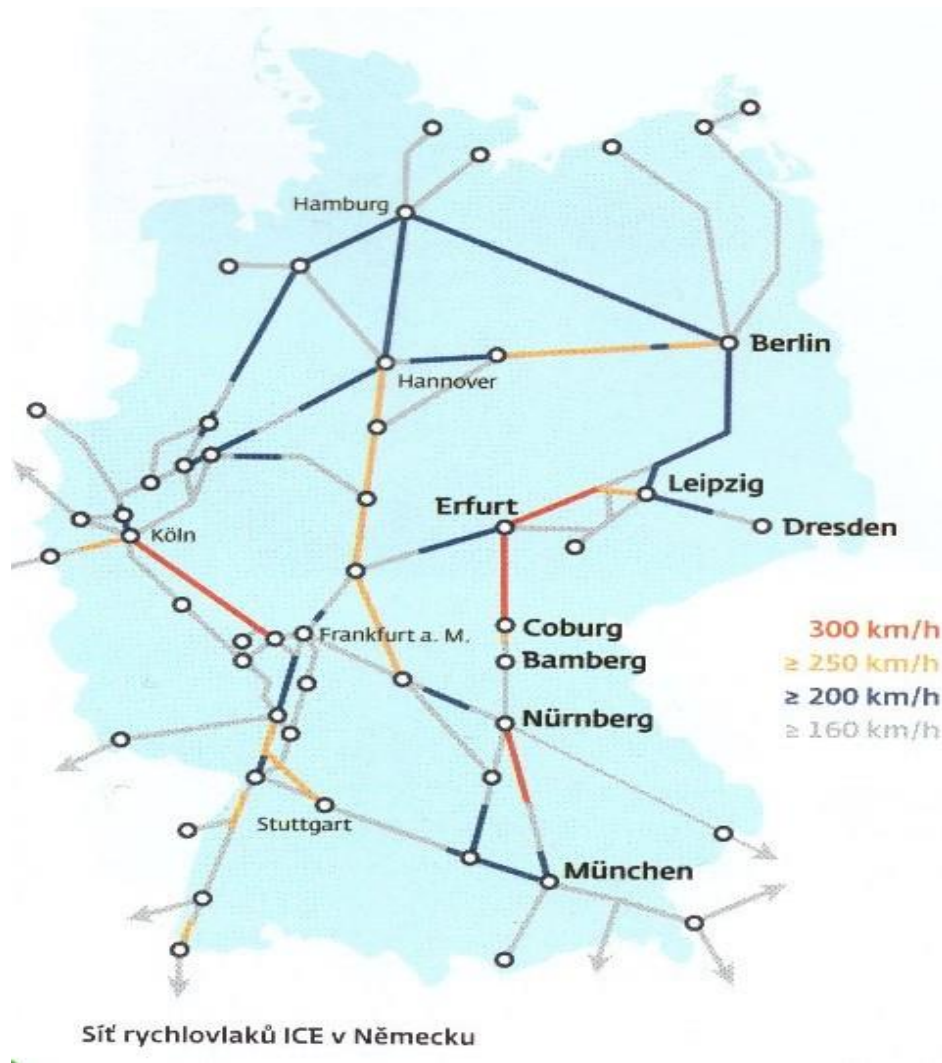 Hamburg
Berlin
Hannover
Leipzig
Erfurt
Dresden
Köln
Coburg
300 km/h
Frankfurt a. M.
≥ 250 km/h
Bamberg
≥ 200 km/h
Nürnberg
≥ 160 km/h
Stuttgart
München
Síť rychlovlaků ICE v Německu